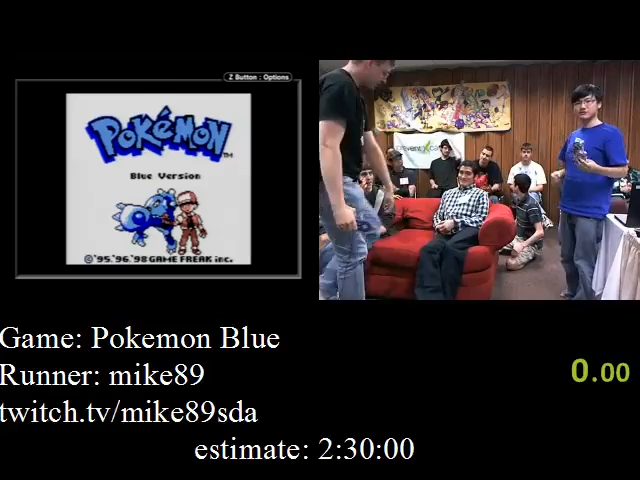 Z Button : Options
POKéMON
TM
Blue Version
©'95.'96.'98 GAME FREAK inc.
Game: Pokemon Blue
Runner: mike89
0.00
twitch.tv/mike89sda
estimate: 2:30:00